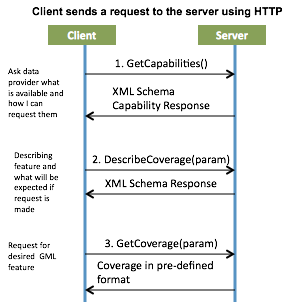 Client sends a request to the server using HTTP
Client
Server
1. GetCapabilities()
Ask data
provider what
is available and
how I can
request them
XML Schema
Capability Response
Describing
feature and
what will be
expected if
request is
made
2. DescribeCoverage(param)
XML Schema Response
3. GetCoverage(param)
Request for
desired GML
feature
Coverage in pre-defined
format